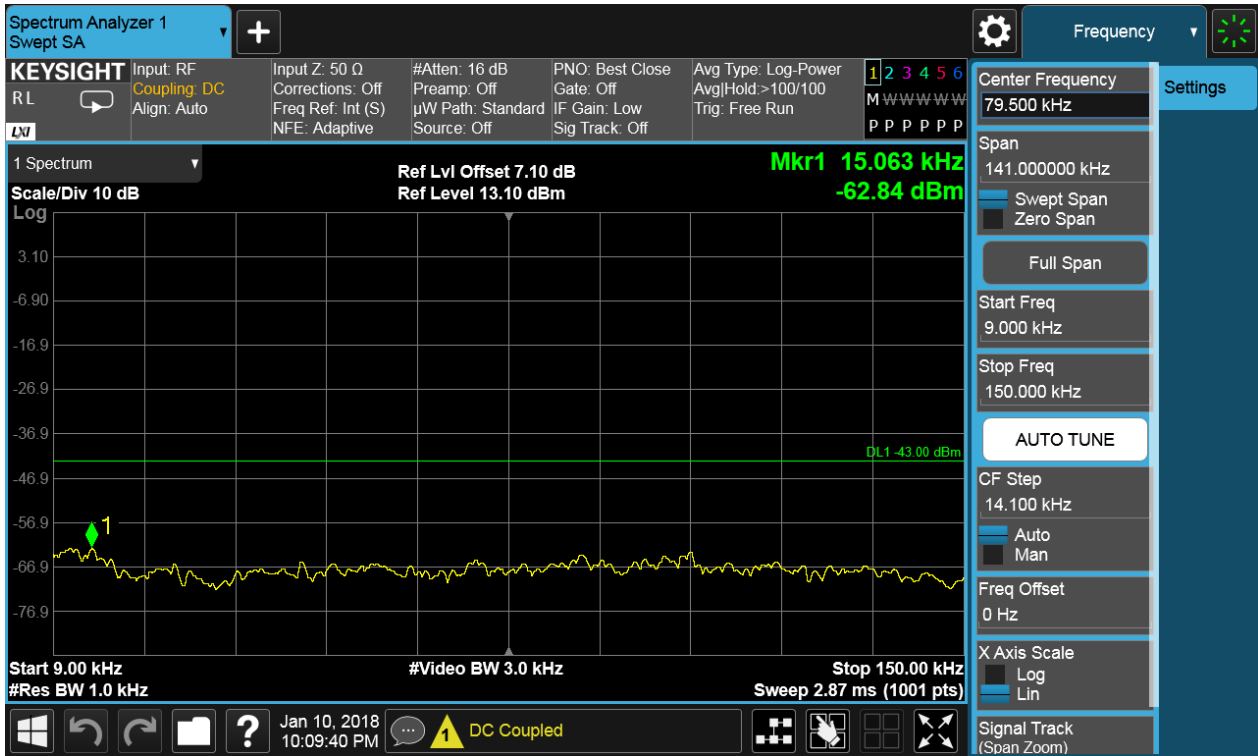 Spectrum Analyzer 1
Swept SA
+
Frequency
KEYSIGHT
RL
LXI
Input: RF
Coupling: DC
Align: Auto
Input Z: 50 Ω
Corrections: Off
Freq Ref: Int (S)
NFE: Adaptive
#Atten: 16 dB
Preamp: Off
µW Path: Standard
Source: Off
PNO: Best Close
Gate: Off
IF Gain: Low
Sig Track: Off
Avg Type: Log-Power
Avg|Hold:>100/100
Trig: Free Run
1 2 3 4 5 6
M W W W W W
P P P P P P
1 Spectrum
Scale/Div 10 dB
Log
Ref Lvl Offset 7.10 dB
Ref Level 13.10 dBm
Mkr1 15.063 kHz
-62.84 dBm
3.10
-6.90
-16.9
-26.9
-36.9
DL1 -43.00 dBm
-46.9
-56.9
1
-66.9
-76.9
Start 9.00 kHz
#Res BW 1.0 kHz
#Video BW 3.0 kHz
Stop 150.00 kHz
Sweep 2.87 ms (1001 pts)
Center Frequency
79.500 kHz
Settings
Span
141.000000 kHz
Swept Span
Zero Span
Full Span
Start Freq
9.000 kHz
Stop Freq
150.000 kHz
AUTO TUNE
CF Step
14.100 kHz
Auto
Man
Freq Offset
0 Hz
X Axis Scale
Log
Lin
Signal Track
(Span Zoom)
?
Jan 10, 2018
10:09:40 PM
1
DC Coupled